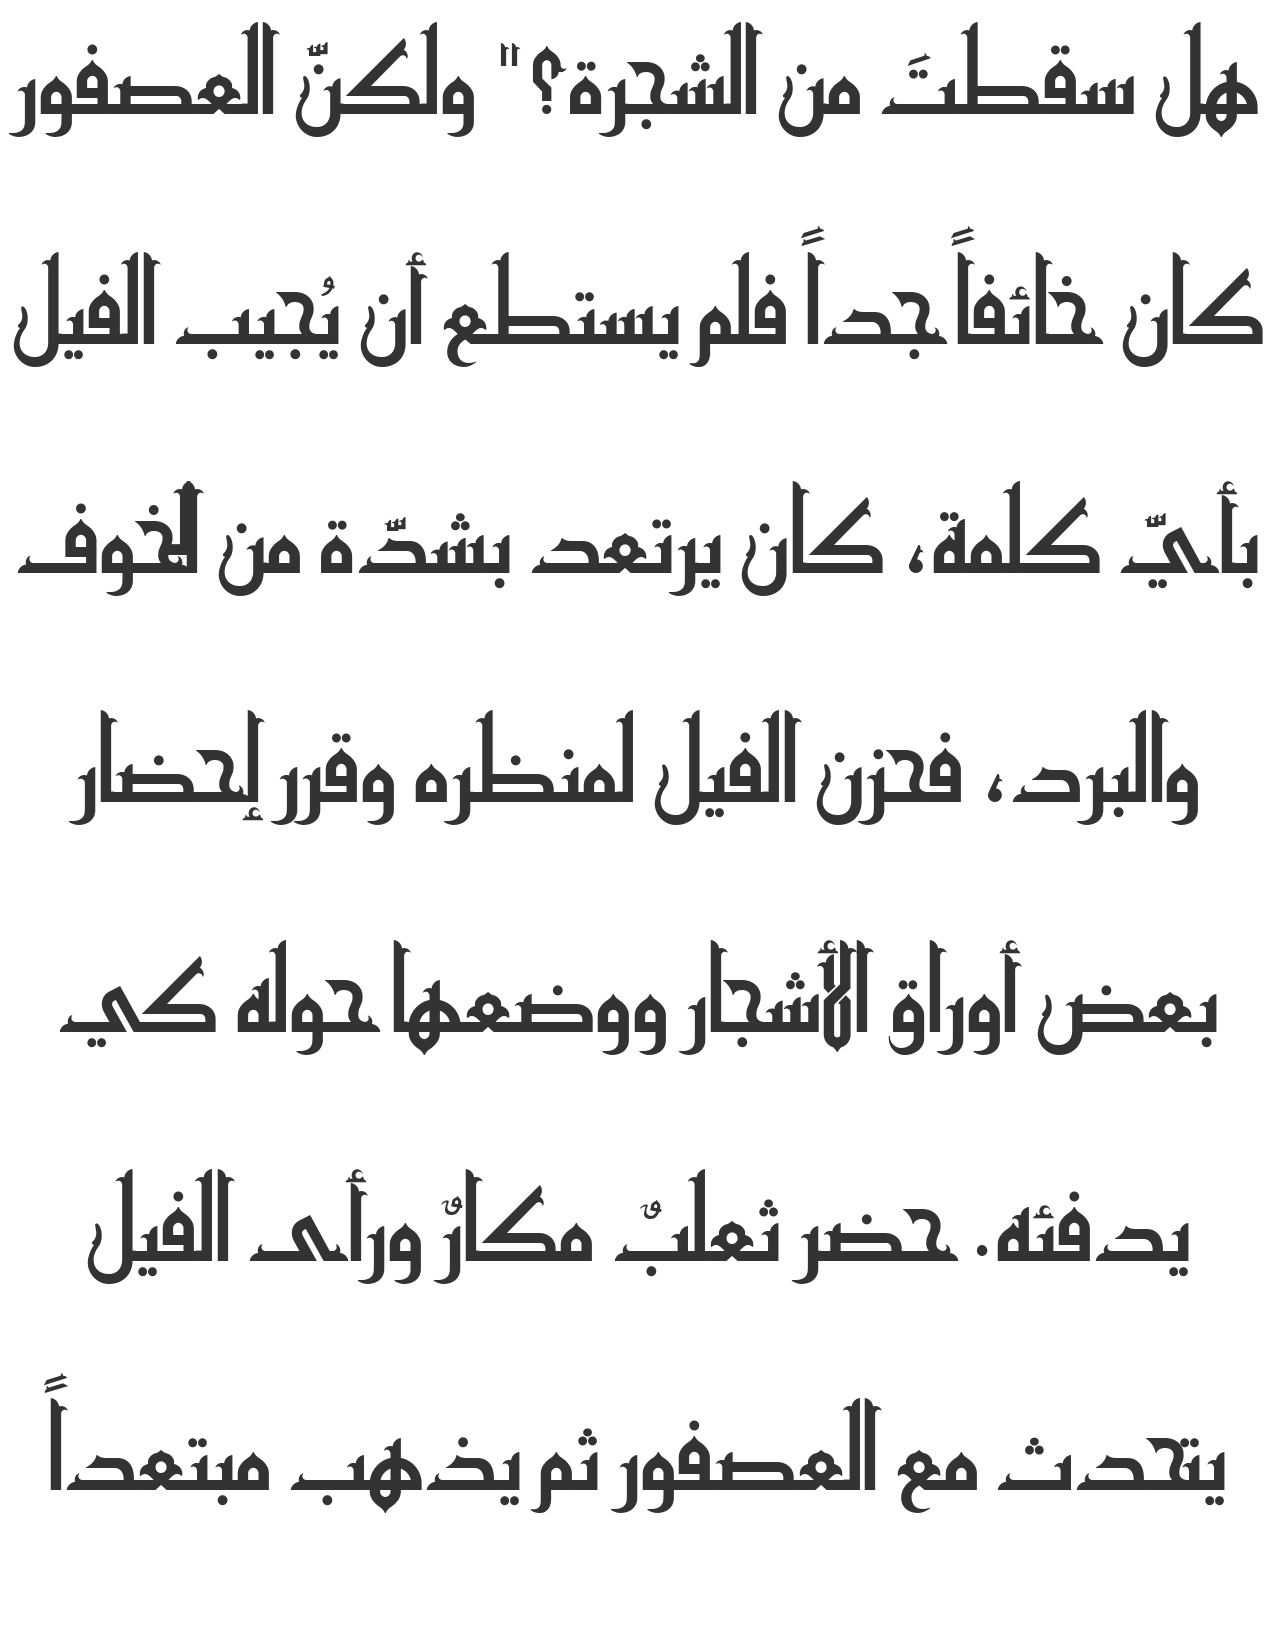 هل سقطتَ من الشجرة؟" ولكنّ العصفور
كان خائفاً جداً فلم يستطع أن يُجيب الفيل
بأيّ كلمة، كان يرتعد بشدّة من الخوف
والبرد، فحزن الفيل لمنظره وقرر إحضار
بعض أوراق الأشجار ووضعها حوله كي
يدفئه. حضر ثعلبٌ مكارٌ ورأى الفيل
يتحدث مع العصفور ثم يذهب مبتعداً